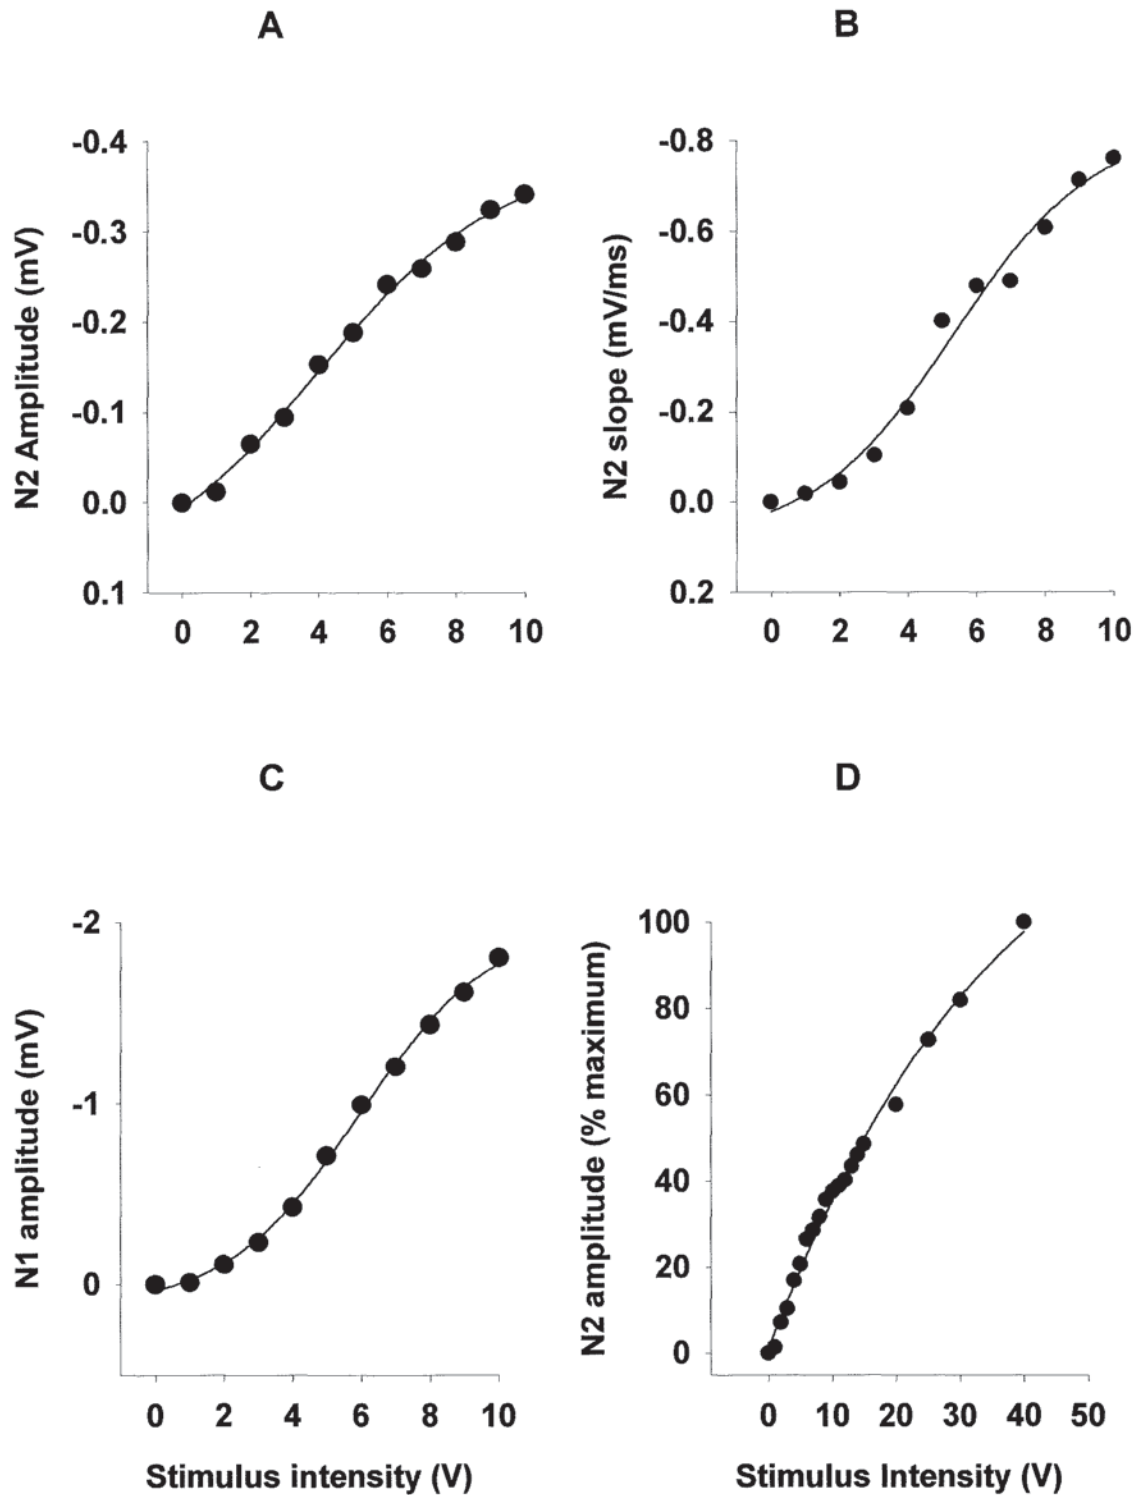 A
B
N2 Amplitude (mV)
-0.4
-0.3
-0.2
-0.1
0.0
0.1
0 2 4 6 8 10
N2 slope (mV/ms)
-0.8
-0.6
-0.4
-0.2
0.0
0.2
0 2 4 6 8 10
C
D
N1 amplitude (mV)
-2
-1
0
0 2 4 6 8 10
Stimulus intensity (V)
N2 amplitude (% maximum)
100
80
60
40
20
0
0 10 20 30 40 50
Stimulus Intensity (V)